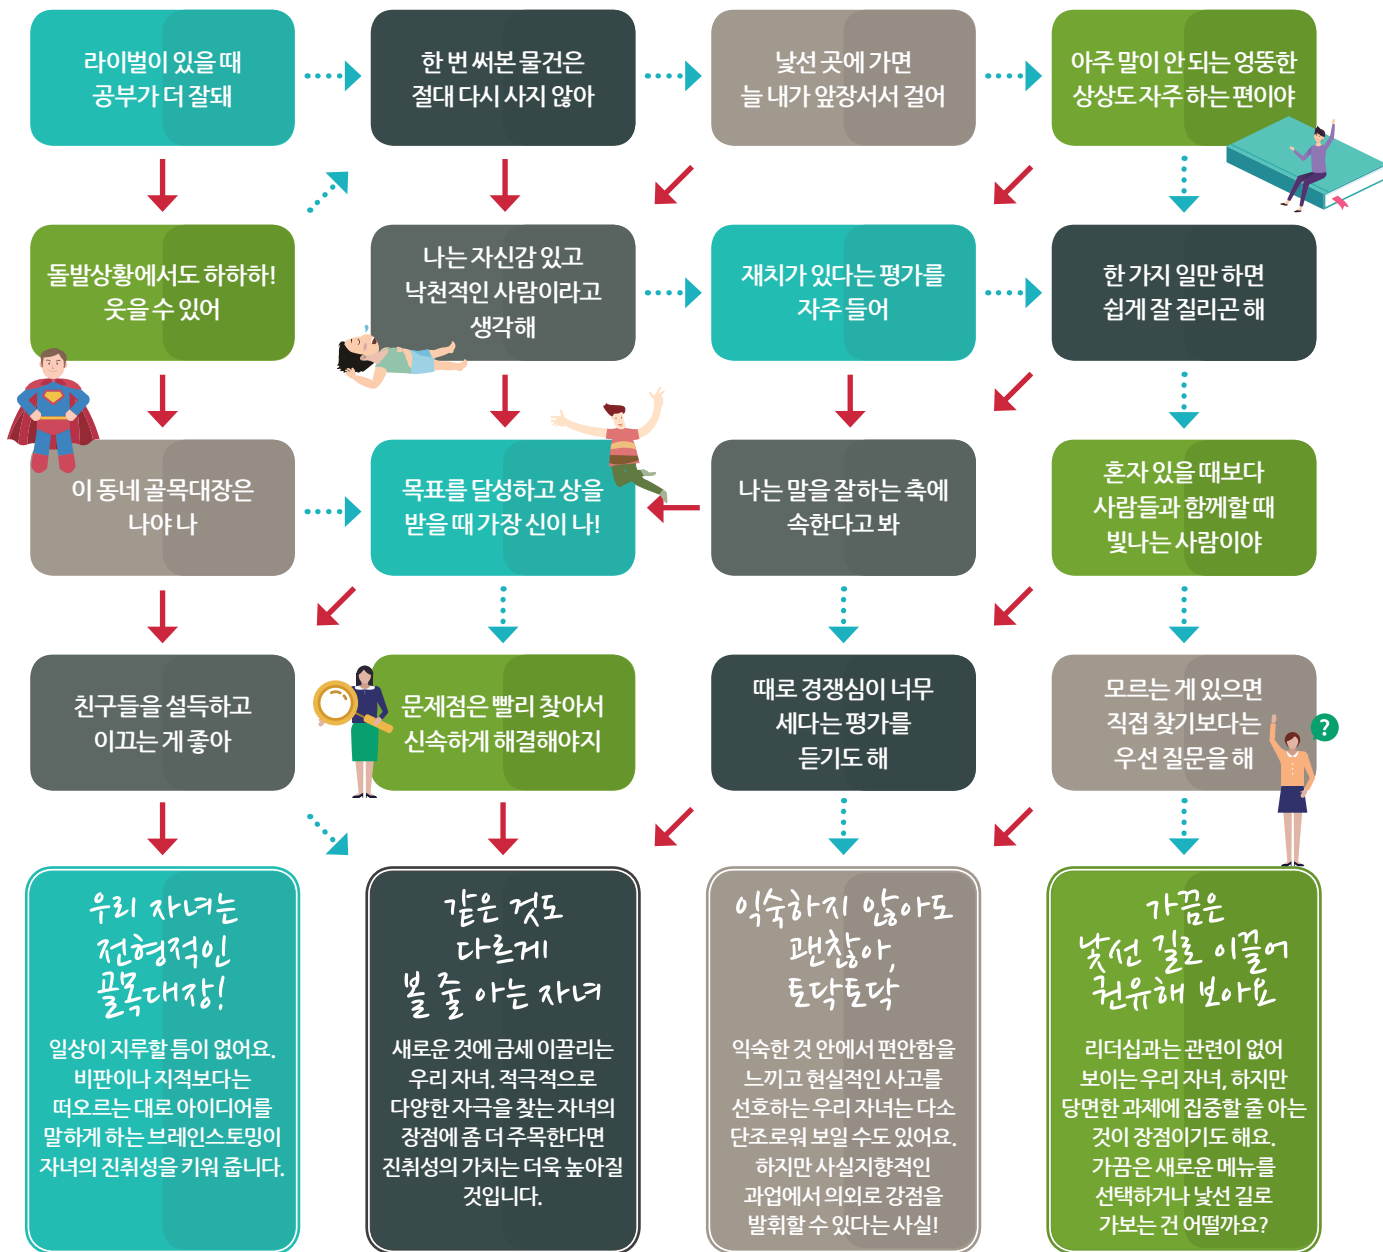 라이벌이 있을 때
공부가 더 잘돼
한 번 써본 물건은
절대 다시 사지 않아
낯선 곳에 가면
늘 내가 앞장서서 걸어
아주 말이 안 되는 엉뚱한
상상도 자주 하는 편이야
돌발상황에서도 하하하!
웃을 수 있어
나는 자신감 있고
낙천적인 사람이라고
생각해
재치가 있다는 평가를
자주 들어
한 가지 일만 하면
쉽게 잘 질리곤 해
이 동네 골목대장은
나야 나
목표를 달성하고 상을
받을 때 가장 신이 나!
나는 말을 잘하는 축에
속한다고 봐
혼자 있을 때보다
사람들과 함께할 때
빛나는 사람이야
친구들을 설득하고
이끄는 게 좋아
문제점은 빨리 찾아서
신속하게 해결해야지
때로 경쟁심이 너무
세다는 평가를
듣기도 해
모르는 게 있으면
직접 찾기보다는
우선 질문을 해
?
우리 자녀는
전형적인
골목대장!
일상이 지루할 틈이 없어요.
비판이나 지적보다는
떠오르는 대로 아이디어를
말하게 하는 브레인스토밍이
자녀의 진취성을 키워 줍니다.
같은 것도
다르게
볼 줄 아는 자녀
새로운 것에 금세 이끌리는
우리 자녀. 적극적으로
다양한 자극을 찾는 자녀의
장점에 좀 더 주목한다면
진취성의 가치는 더욱 높아질
것입니다.
익숙하지 않아도
괜찮아,
토닥토닥
익숙한 것 안에서 편안함을
느끼고 현실적인 사고를
선호하는 우리 자녀는 다소
단조로워 보일 수도 있어요.
하지만 사실지향적인
과업에서 의외로 강점을
발휘할 수 있다는 사실!
가끔은
낯선 길로 이끌어
권유해 보아요
리더십과는 관련이 없어
보이는 우리 자녀, 하지만
당면한 과제에 집중할 줄 아는
것이 장점이기도 해요.
가끔은 새로운 메뉴를
선택하거나 낯선 길로
가보는 건 어떨까요?